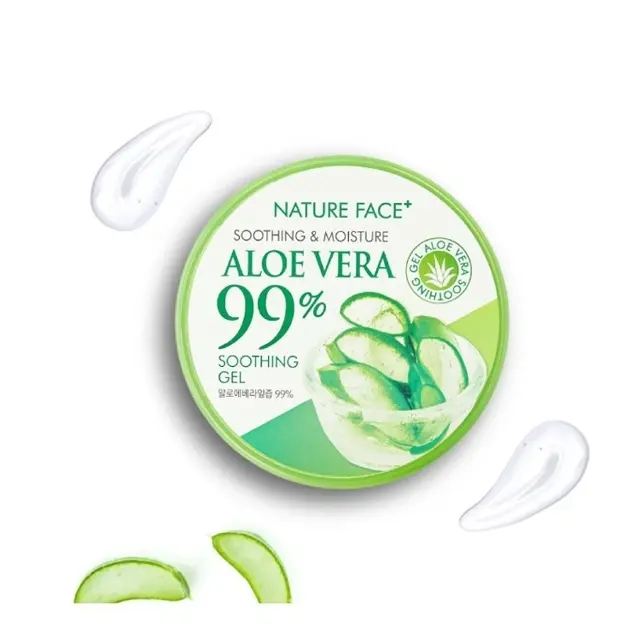 NATURE FACE+
SOOTHING & MOISTURE
ALOE VERA
99%
SOOTHING
GEL
알로에베라잎즙 99%
SOOTHING GEL ALOE VERA